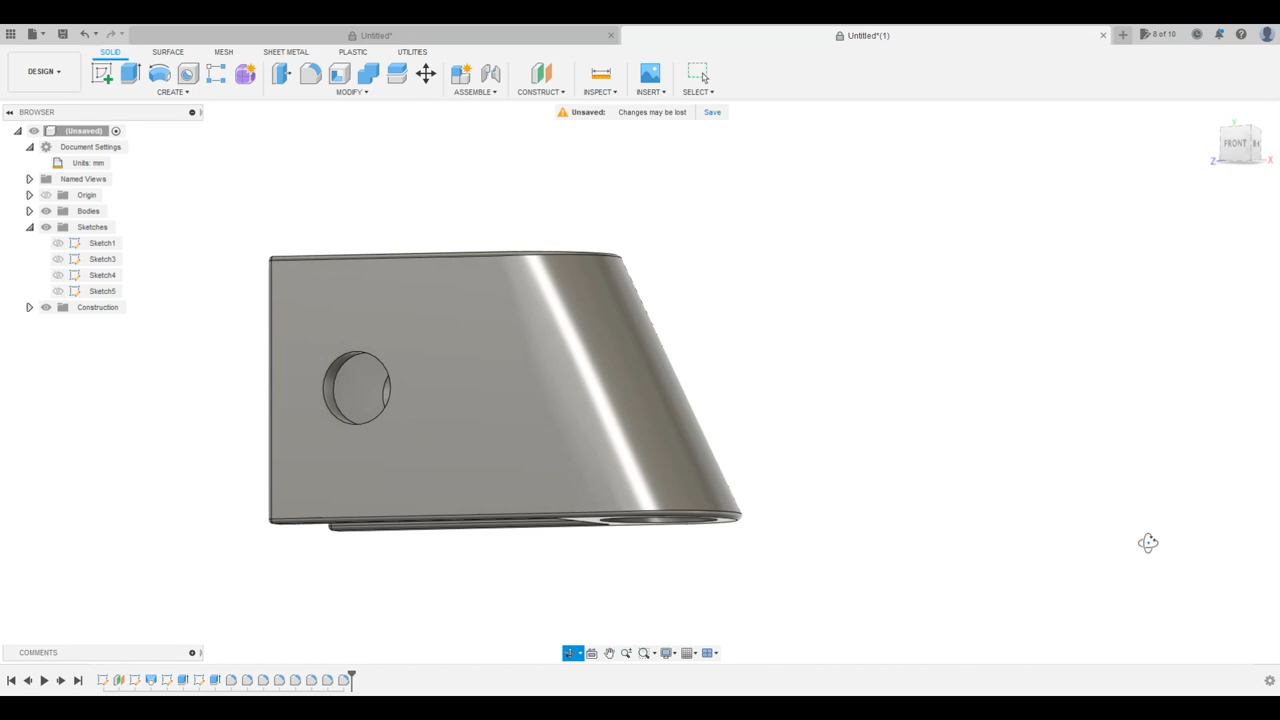 Untitled*
Untitled*(1)
8 of 10
DESIGN
SOLID
SURFACE
MESH
SHEET METAL
PLASTIC
UTILITIES
CREATE
MODIFY
ASSEMBLE
CONSTRUCT
INSPECT
INSERT
SELECT
BROWSER
Unsaved: Changes may be lost Save
(Unsaved)
Document Settings
Units: mm
Named Views
Origin
Bodies
Sketches
Sketch1
Sketch3
Sketch4
Sketch5
Construction
Y
FRONT
Z
X
COMMENTS